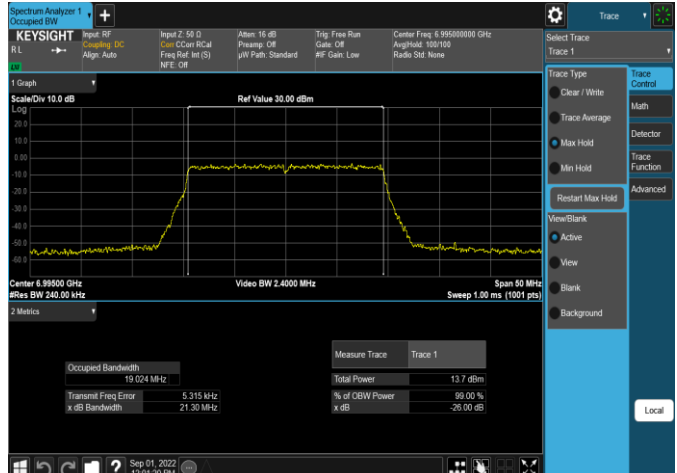 Spectrum Analyzer 1
Occupied BW
Trace
KEYSIGHT
Input: RF
Input Z: 50 Ω
Atten: 16 dB
Trig: Free Run
Center Freq: 6.995000000 GHz
Select Trace
RL
Coupling: DC
Corr CCorr RCal
Preamp: Off
Gate: Off
Avg|Hold: 100/100
Trace 1
Align: Auto
Freq Ref: Int (S)
µW Path: Standard
#IF Gain: Low
Radio Std: None
NFE: Off
1 Graph
Trace Type
Trace Control
Scale/Div 10.0 dB
Ref Value 30.00 dBm
Clear / Write
Log
Math
20.0
Trace Average
10.0
Detector
0.00
Max Hold
-10.0
Trace Function
Min Hold
-20.0
Advanced
-30.0
Restart Max Hold
-40.0
View/Blank
-50.0
Active
-60.0
View
Center 6.99500 GHz
Video BW 2.4000 MHz
Span 50 MHz
#Res BW 240.00 kHz
Sweep 1.00 ms (1001 pts)
Blank
2 Metrics
Background
Measure Trace
Trace 1
Occupied Bandwidth
19.024 MHz
Total Power
13.7 dBm
Transmit Freq Error
5.315 kHz
% of OBW Power
99.00 %
x dB Bandwidth
21.30 MHz
x dB
-26.00 dB
Local
Sep 01, 2022